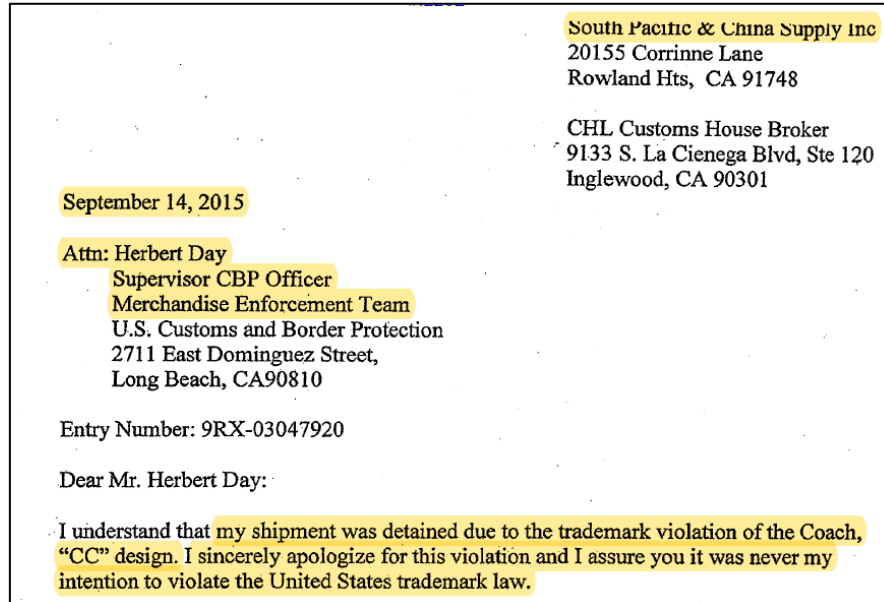 South Pacific & China Supply Inc
20155 Corrinne Lane
Rowland Hts, CA 91748
CHL Customs House Broker
9133 S. La Cienega Blvd, Ste 120
Inglewood, CA 90301
September 14, 2015
Attn: Herbert Day
Supervisor CBP Officer
Merchandise Enforcement Team
U.S. Customs and Border Protection
2711 East Dominguez Street,
Long Beach, CA90810
Entry Number: 9RX-03047920
Dear Mr. Herbert Day:
I understand that my shipment was detained due to the trademark violation of the Coach,
“CC” design. I sincerely apologize for this violation and I assure you it was never my
intention to violate the United States trademark law.